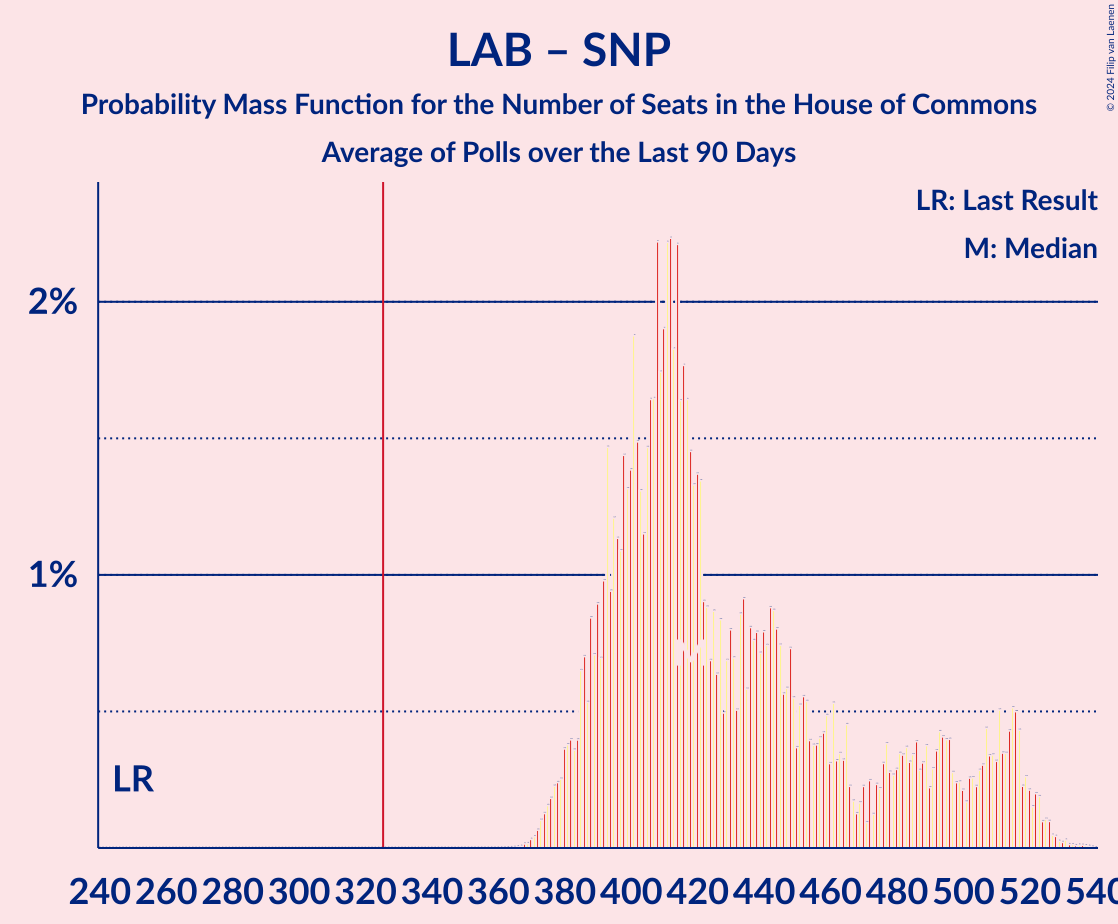 LAB – SNP
Probability Mass Function for the Number of Seats in the House of Commons
Average of Polls over the Last 90 Days
© 2024 Filip van Laenen
LR: Last Result
M: Median
2%
1%
LR
M
240 260 280 300 320 340 360 380 400 420 440 460 480 500 520 540